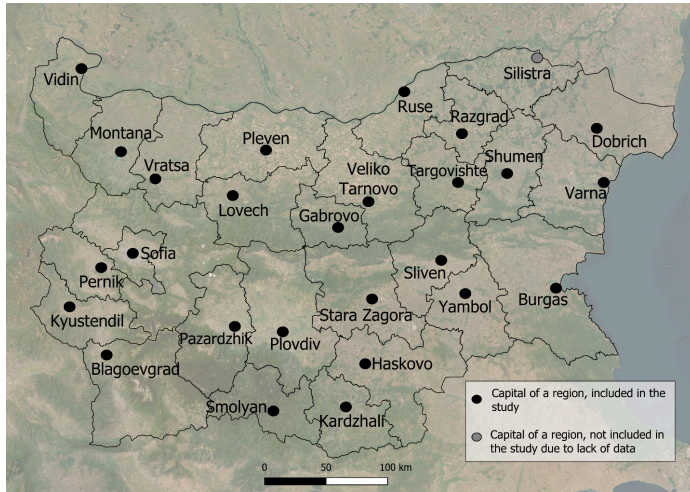 Silistra
Vidin
Ruse
Razgrad
Montana
Pleven
Dobrich
Shumen
Vratsa
Veliko
Tarnovo
Targovishte
Varna
Lovech
Gabrovo
Sofia
Sliven
Pernik
Burgas
Yambol
Kyustendil
Stara Zagora
Pazardzhik
Plovdiv
Haskovo
Blagoevgrad
Smolyan
Kardzhali
Capital of a region, included in the
study
Capital of a region, not included in
the study due to lack of data
0 50 100 km